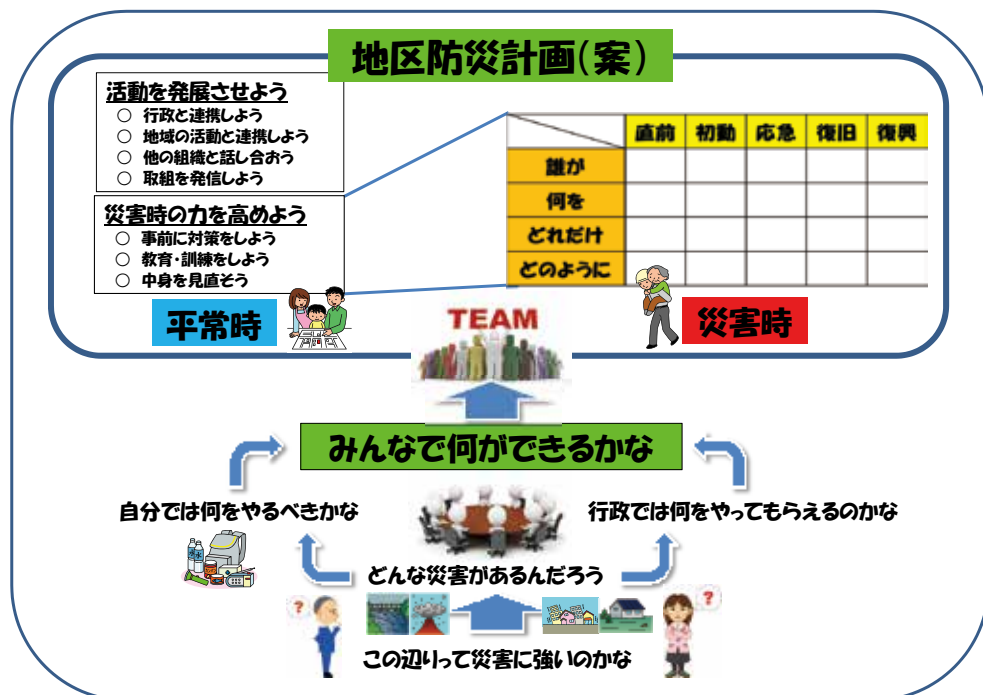 地区防災計画(案)
活動を発展させよう
○ 行政と連携しよう
○ 地域の活動と連携しよう
○ 他の組織と話し合おう
○ 取組を発信しよう
災害時の力を高めよう
○ 事前に対策をしよう
○ 教育・訓練をしよう
○ 中身を見直そう
平常時
直前 初動 応急 復旧 復興
誰が
何を
どれだけ
どのように
災害時
TEAM
みんなで何ができるかな
自分では何をやるべきかな
行政では何をやってもらえるのかな
どんな災害があるんだろう
?
?
この辺りって災害に強いのかな